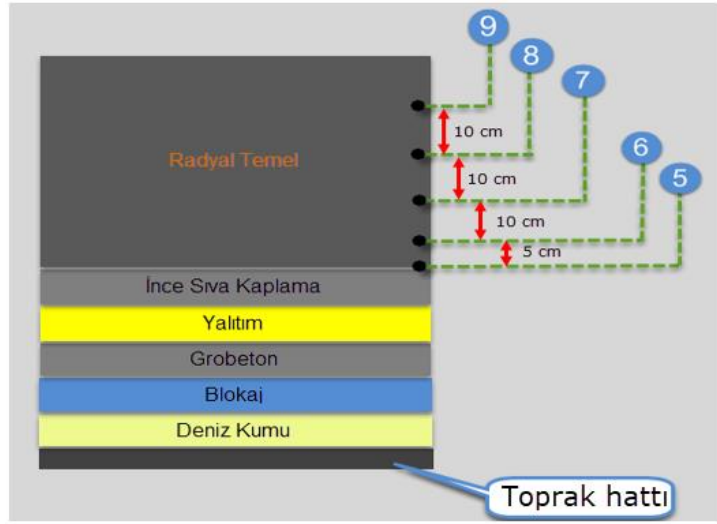 9
8
7
6
5
10 cm
10 cm
10 cm
5 cm
Radyal Temel
İnce Sıva Kaplama
Yalıtım
Grobeton
Blokaj
Deniz Kumu
Toprak hattı